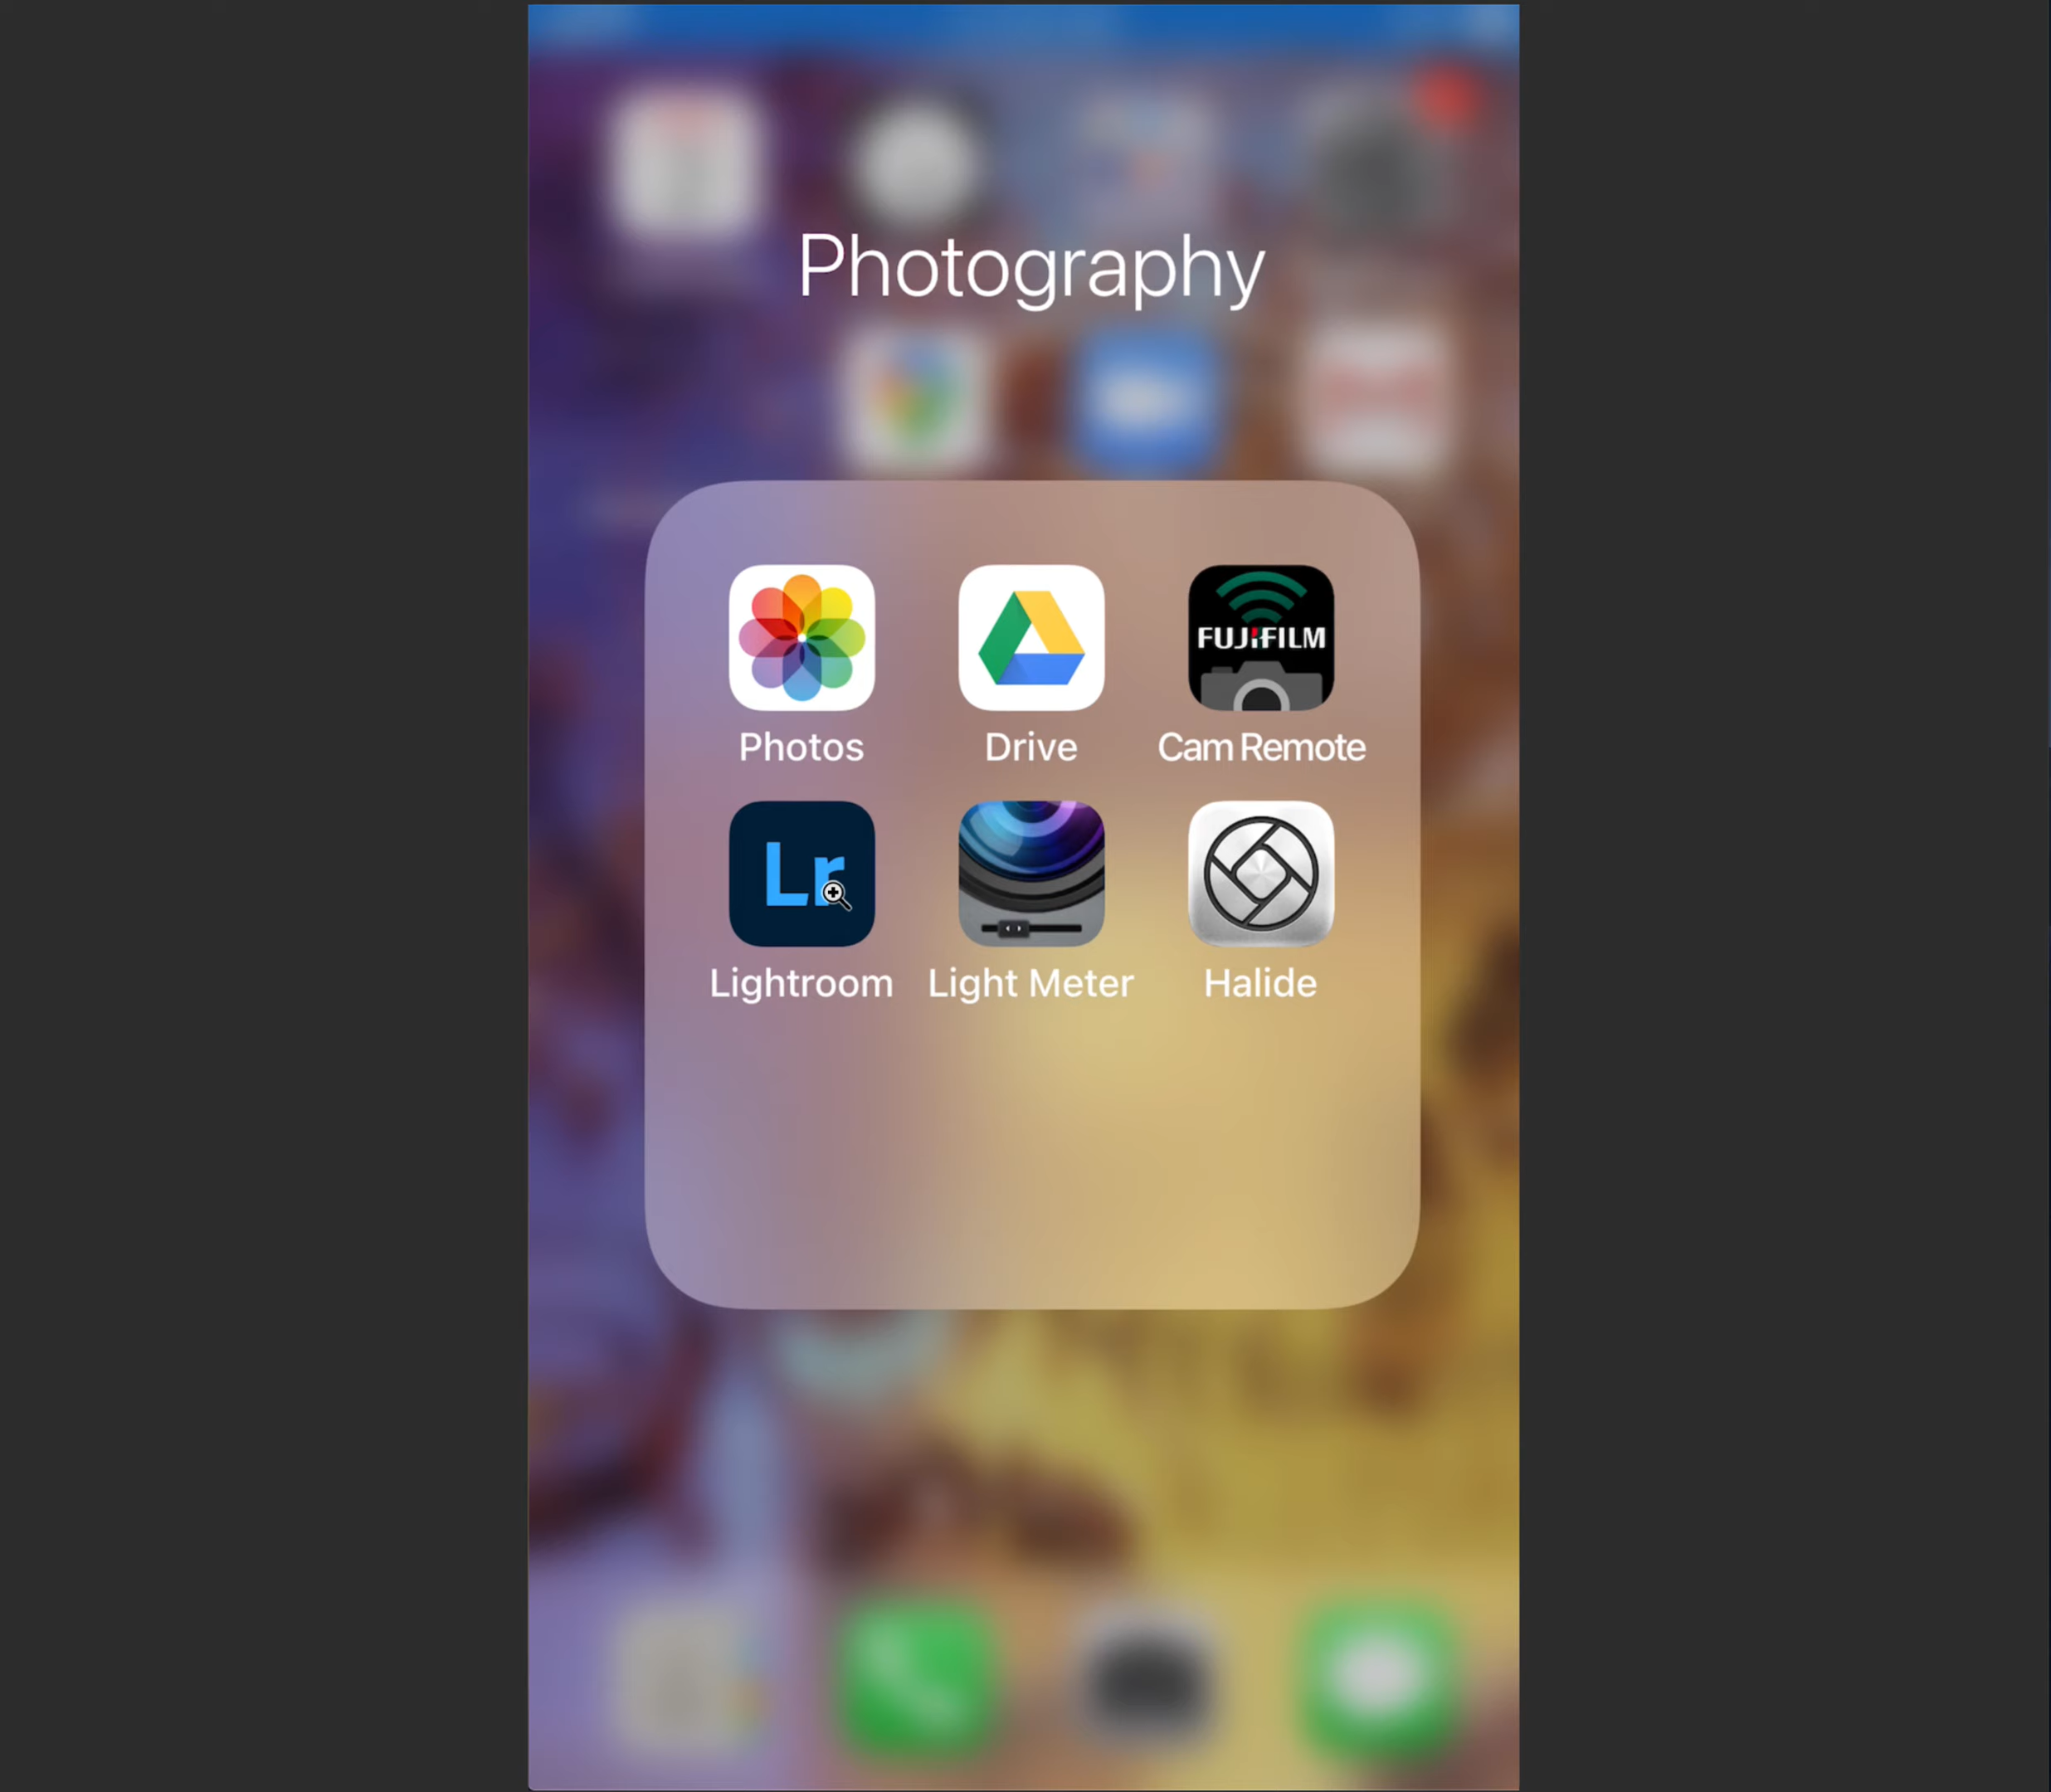 Photography
FUJIFILM
Photos
Drive
Cam Remote
Lr
Lightroom
Light Meter
Halide